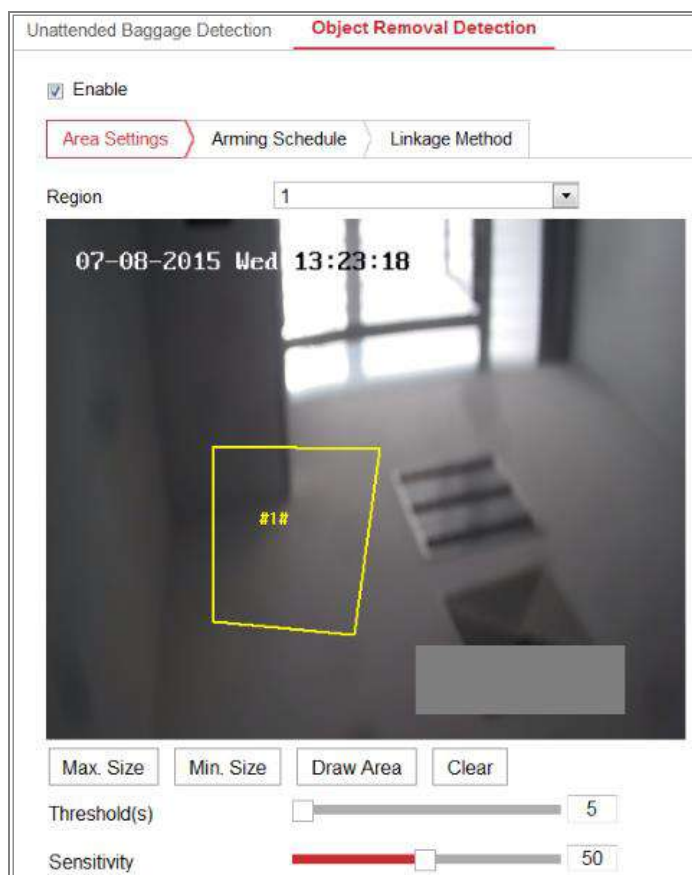 Unattended Baggage Detection Object Removal Detection
Enable
Area Settings Arming Schedule Linkage Method
Region 1
07-08-2015 Wed 13:23:18
#1#
Max. Size Min. Size Draw Area Clear
Threshold(s) 5
Sensitivity 50